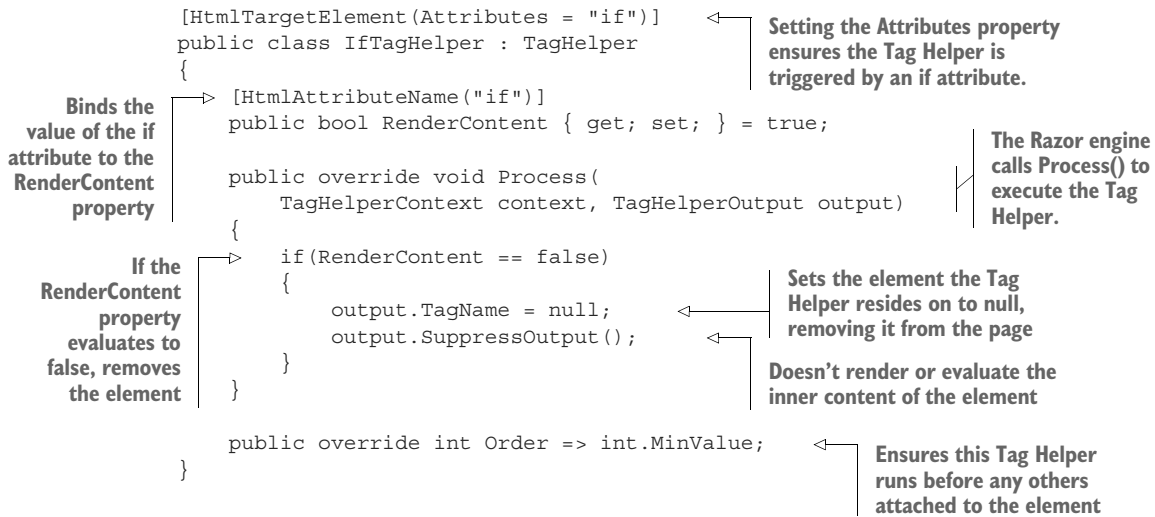 [HtmlTargetElement(Attributes = "if")]
public class IfTagHelper : TagHelper
{
Setting the Attributes property
ensures the Tag Helper is
triggered by an if attribute.
Binds the
value of the if
attribute to the
RenderContent
property
[HtmlAttributeName("if")]
public bool RenderContent { get; set; } = true;
public override void Process(
TagHelperContext context, TagHelperOutput output)
{
The Razor engine
calls Process() to
execute the Tag
Helper.
If the
RenderContent
property
evaluates to
false, removes
the element
if(RenderContent == false)
{
output.TagName = null;
output.SuppressOutput();
}
}
Sets the element the Tag
Helper resides on to null,
removing it from the page
Doesn't render or evaluate the
inner content of the element
public override int Order => int.MinValue;
}
Ensures this Tag Helper
runs before any others
attached to the element